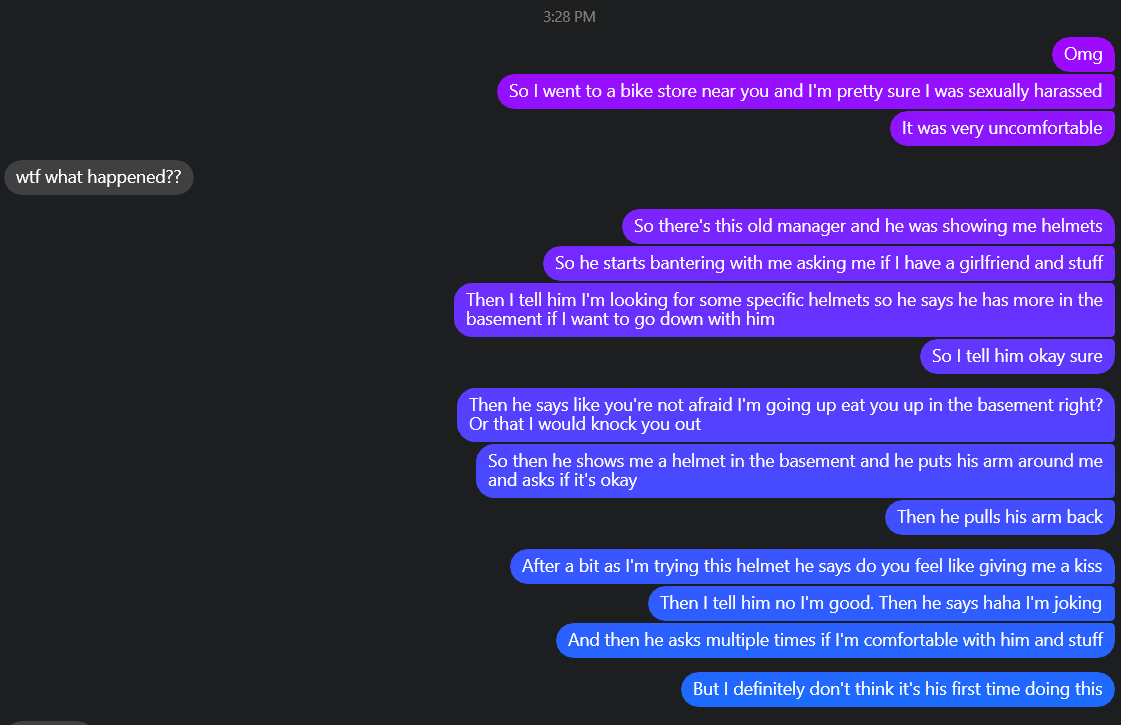 3:28 PM
Omg
So I went to a bike store near you and I'm pretty sure I was sexually harassed
It was very uncomfortable
wtf what happened??
So there's this old manager and he was showing me helmets
So he starts bantering with me asking me if I have a girlfriend and stuff
Then I tell him I'm looking for some specific helmets so he says he has more in the
basement if I want to go down with him
So I tell him okay sure
Then he says like you're not afraid I'm going up eat you up in the basement right?
Or that I would knock you out
So then he shows me a helmet in the basement and he puts his arm around me
and asks if it's okay
Then he pulls his arm back
After a bit as I'm trying this helmet he says do you feel like giving me a kiss
Then I tell him no I'm good. Then he says haha I'm joking
And then he asks multiple times if I'm comfortable with him and stuff
But I definitely don't think it's his first time doing this